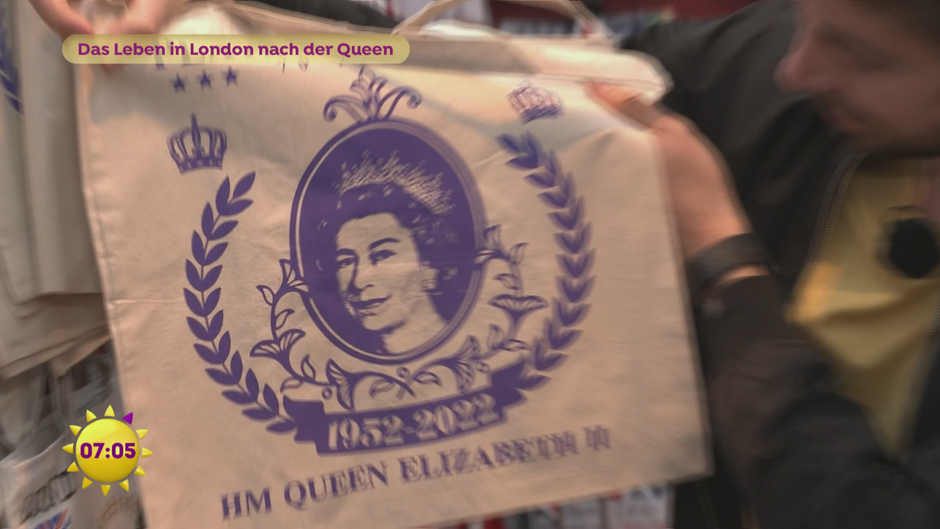 Das Leben in London nach der Queen
1952-2022
HM QUEEN ELIZABETH II
07:05